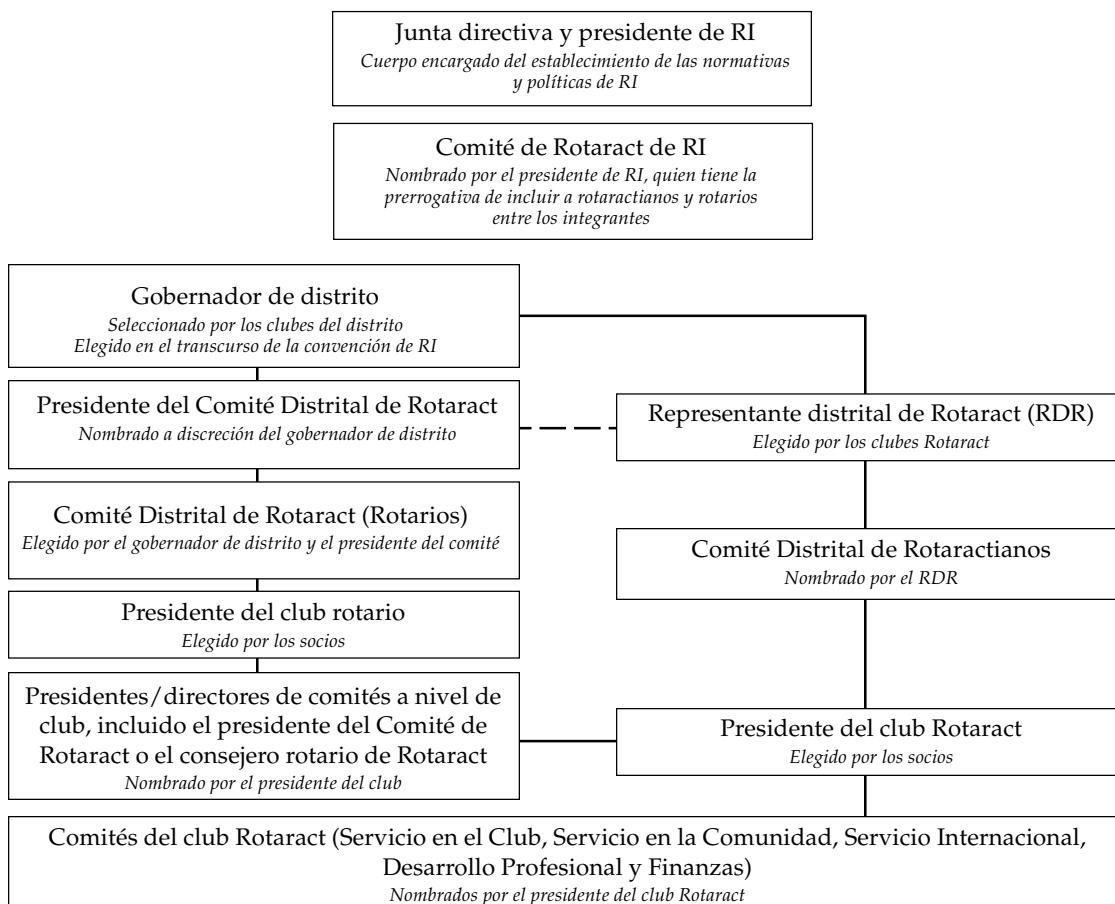 Junta directiva y presidente de RI
Cuerpo encargado del establecimiento de las normativas
y políticas de RI
Comité de Rotaract de RI
Nombrado por el presidente de RI, quien tiene la
prerrogativa de incluir a rotaractianos y rotarios
entre los integrantes
Gobernador de distrito
Seleccionado por los clubes del distrito
Elegido en el transcurso de la convención de RI
Presidente del Comité Distrital de Rotaract
Nombrado a discreción del gobernador de distrito
Representante distrital de Rotaract (RDR)
Elegido por los clubes Rotaract
Comité Distrital de Rotaract (Rotarios)
Elegido por el gobernador de distrito y el presidente del comité
Comité Distrital de Rotaractianos
Nombrado por el RDR
Presidente del club rotario
Elegido por los socios
Presidentes/directores de comités a nivel de
club, incluido el presidente del Comité de
Rotaract o el consejero rotario de Rotaract
Nombrado por el presidente del club
Presidente del club Rotaract
Elegido por los socios
Comités del club Rotaract (Servicio en el Club, Servicio en la Comunidad, Servicio Internacional,
Desarrollo Profesional y Finanzas)
Nombrados por el presidente del club Rotaract